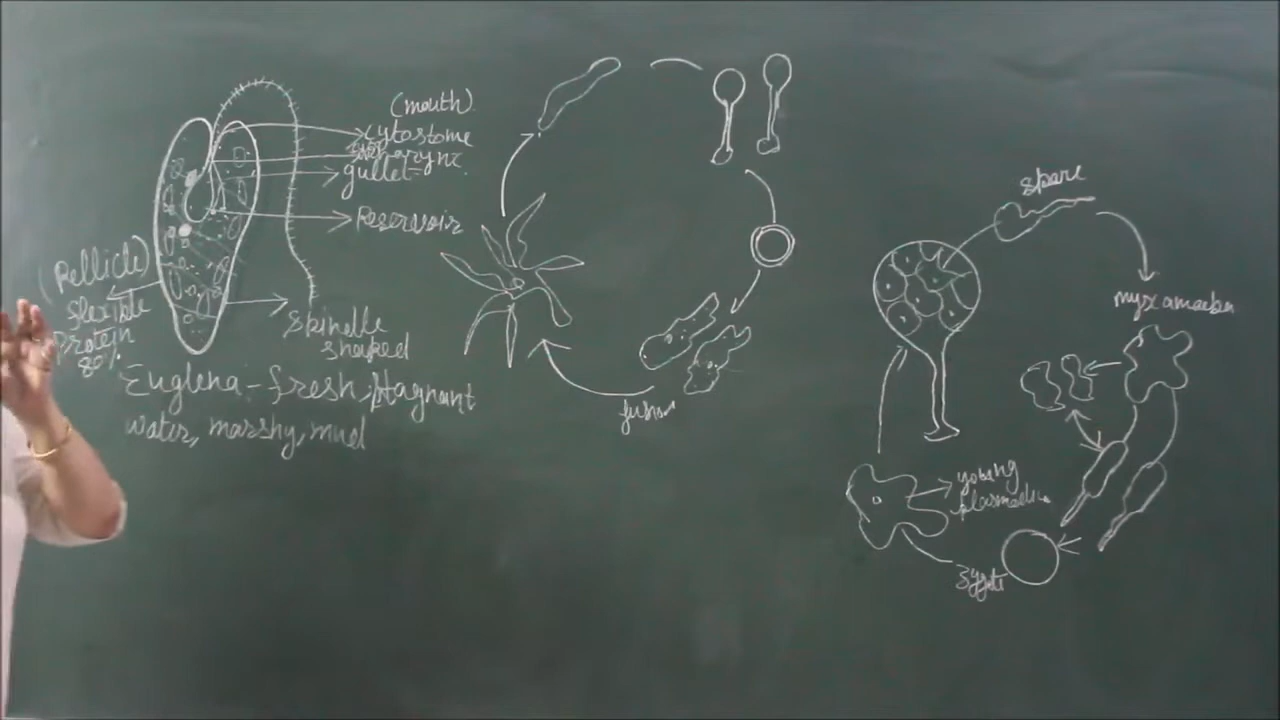 (mouth)
Cytostome
gullet
Reservoir
(Pellicle)
flexible
protein
80%
Spindle
shaped
Euglena - fresh, stagnant
water, marshy, mud
fusion
spore
myxamoeba
young
zygote